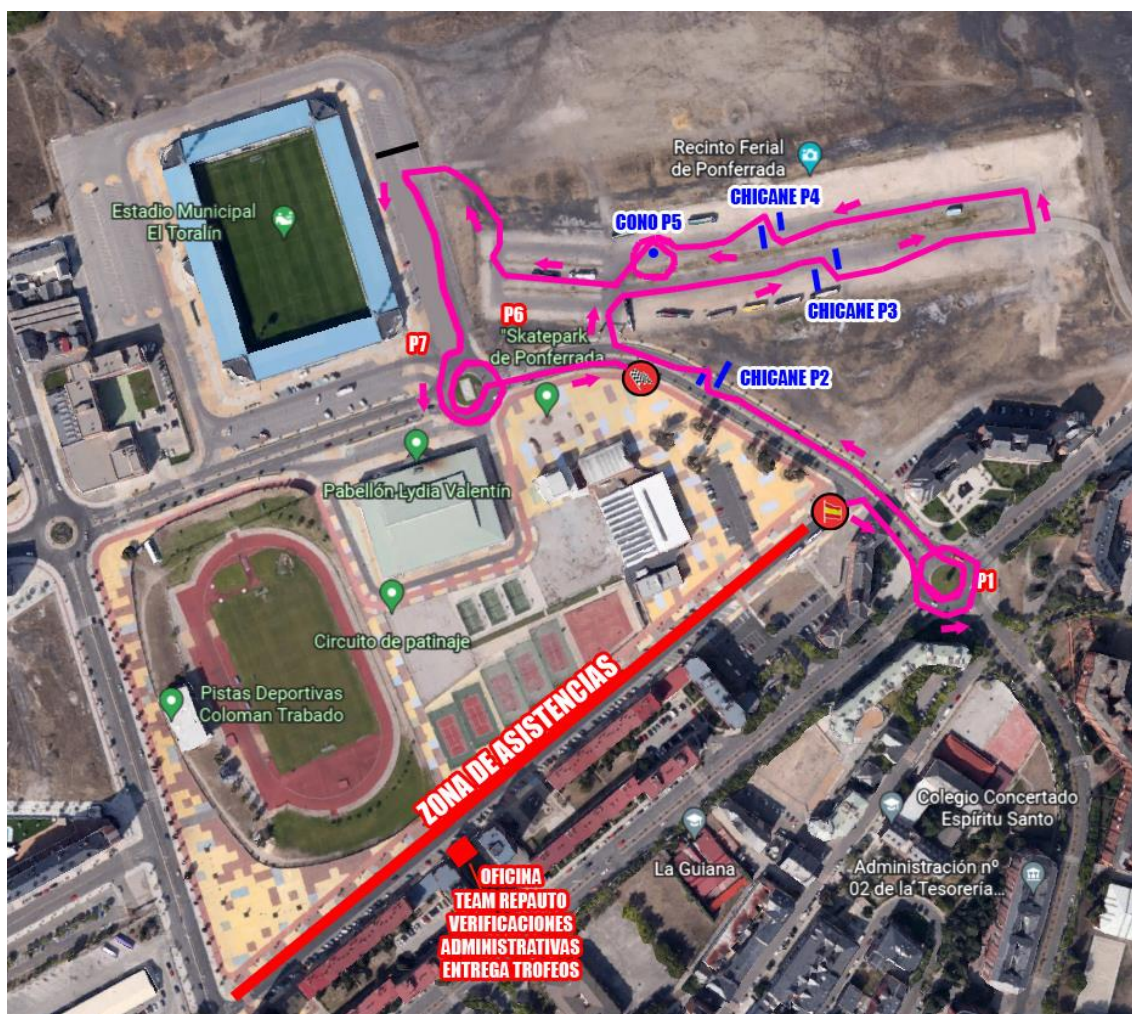 Recinto Ferial
de Ponferrada
CHICANE P4
CONO P5
Estadio Municipal
El Toralín
CHICANE P3
P6
"Skatepark
de Ponferrada
P7
CHICANE P2
Pabellón Lydia Valentín
P1
Circuito de patinaje
Pistas Deportivas
Coloman Trabado
ZONA DE ASISTENCIAS
Colegio Concertado
Espíritu Santo
La Guiana
Administración nº
02 de la Tesorería...
OFICINA
TEAM REPAUTO
VERIFICACIONES
ADMINISTRATIVAS
ENTREGA TROFEOS